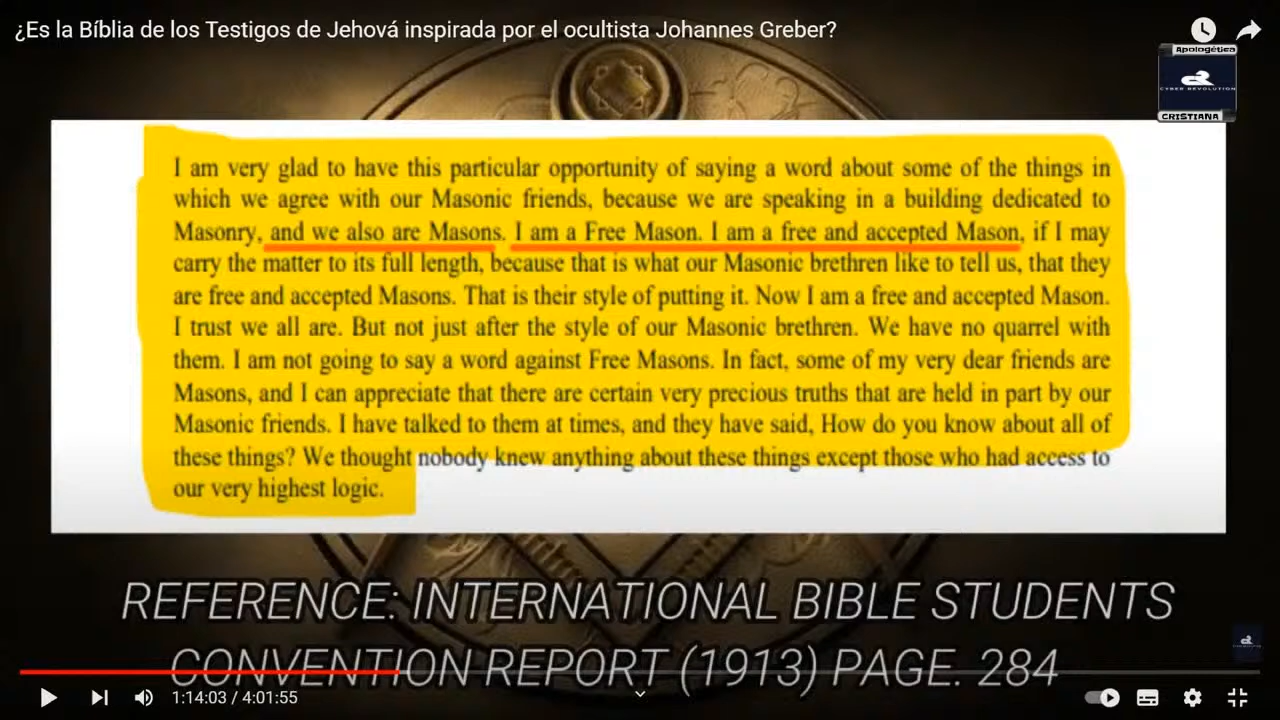 ¿Es la Bíblia de los Testigos de Jehová inspirada por el ocultista Johannes Greber?
Apologética
CYBER REVOLUTION
CRISTIANA
I am very glad to have this particular opportunity of saying a word about some of the things in
which we agree with our Masonic friends, because we are speaking in a building dedicated to
Masonry, and we also are Masons. I am a Free Mason. I am a free and accepted Mason, if I may
carry the matter to its full length, because that is what our Masonic brethren like to tell us, that they
are free and accepted Masons. That is their style of putting it. Now I am a free and accepted Mason.
I trust we all are. But not just after the style of our Masonic brethren. We have no quarrel with
them. I am not going to say a word against Free Masons. In fact, some of my very dear friends are
Masons, and I can appreciate that there are certain very precious truths that are held in part by our
Masonic friends. I have talked to them at times, and they have said, How do you know about all of
these things? We thought nobody knew anything about these things except those who had access to
our very highest logic.
REFERENCE: INTERNATIONAL BIBLE STUDENTS
CONVENTION REPORT (1913) PAGE. 284
1:14:03 / 4:01:55